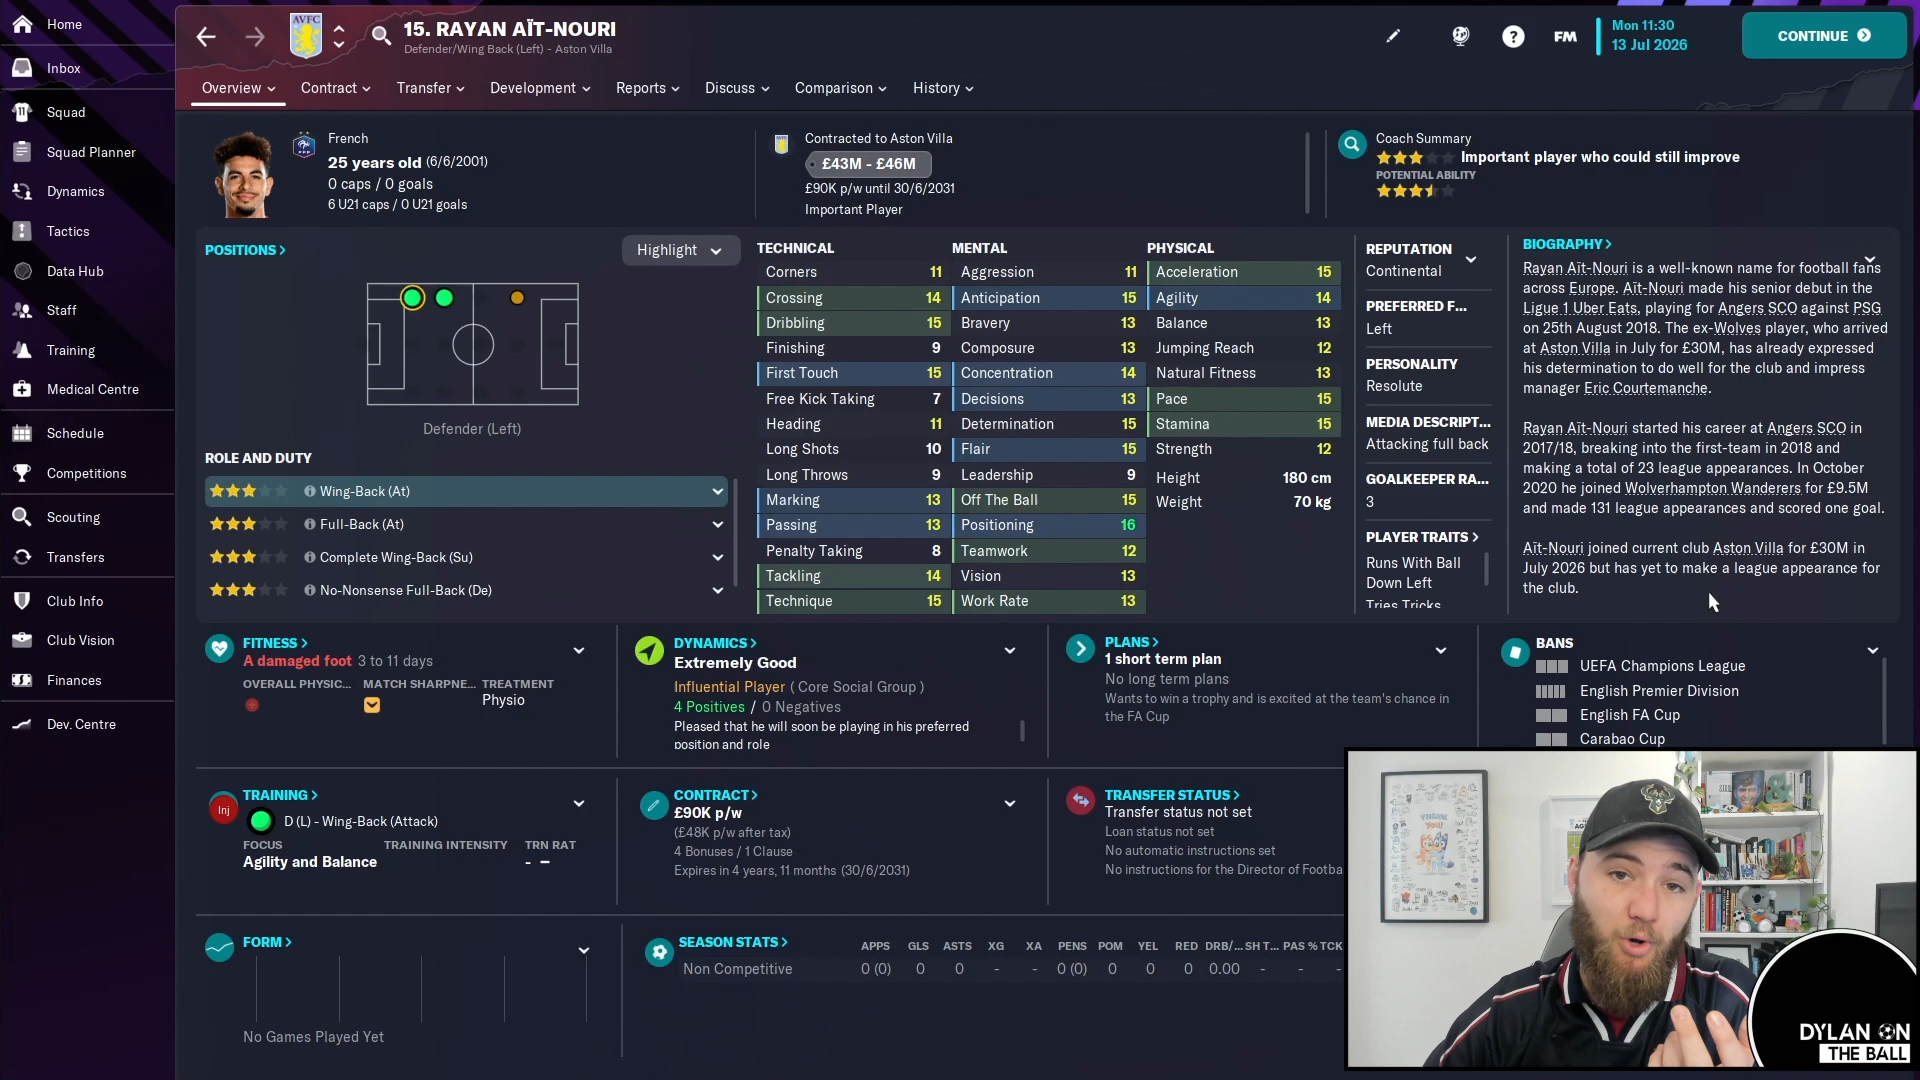 Home
Inbox
Squad
Squad Planner
Dynamics
Tactics
Data Hub
Staff
Training
Medical Centre
Schedule
Competitions
Scouting
Transfers
Club Info
Club Vision
Finances
Dev. Centre
AVFC
15. RAYAN AÏT-NOURI
Defender/Wing Back (Left) - Aston Villa
FM
Mon 11:30
13 Jul 2026
CONTINUE
Overview
Contract
Transfer
Development
Reports
Discuss
Comparison
History
French
25 years old (6/6/2001)
0 caps / 0 goals
6 U21 caps / 0 U21 goals
Contracted to Aston Villa
£43M - £46M
£90K p/w until 30/6/2031
Important Player
Coach Summary
Important player who could still improve
POTENTIAL ABILITY
POSITIONS >
Highlight
Defender (Left)
ROLE AND DUTY
Wing-Back (At)
Full-Back (At)
Complete Wing-Back (Su)
No-Nonsense Full-Back (De)
TECHNICAL
Corners 11
Crossing 14
Dribbling 15
Finishing 9
First Touch 15
Free Kick Taking 7
Heading 11
Long Shots 10
Long Throws 9
Marking 13
Passing 13
Penalty Taking 8
Tackling 14
Technique 15
MENTAL
Aggression 11
Anticipation 15
Bravery 13
Composure 13
Concentration 14
Decisions 13
Determination 15
Flair 15
Leadership 9
Off The Ball 15
Positioning 16
Teamwork 12
Vision 13
Work Rate 13
PHYSICAL
Acceleration 15
Agility 14
Balance 13
Jumping Reach 12
Natural Fitness 13
Pace 15
Stamina 15
Strength 12
Height 180 cm
Weight 70 kg
REPUTATION
Continental
PREFERRED F...
Left
PERSONALITY
Resolute
MEDIA DESCRIPT...
Attacking full back
GOALKEEPER RA...
3
PLAYER TRAITS >
Runs With Ball
Down Left
Tries Tricks
BIOGRAPHY >
Rayan Aït-Nouri is a well-known name for football fans
across Europe. Aït-Nouri made his senior debut in the
Ligue 1 Uber Eats, playing for Angers SCO against PSG
on 25th August 2018. The ex-Wolves player, who arrived
at Aston Villa in July for £30M, has already expressed
his determination to do well for the club and impress
manager Eric Courtemanche.
Rayan Aït-Nouri started his career at Angers SCO in
2017/18, breaking into the first-team in 2018 and
making a total of 23 league appearances. In October
2020 he joined Wolverhampton Wanderers for £9.5M
and made 131 league appearances and scored one goal.
Aït-Nouri joined current club Aston Villa for £30M in
July 2026 but has yet to make a league appearance for
the club.
FITNESS >
A damaged foot 3 to 11 days
OVERALL PHYSIC... MATCH SHARPNE... TREATMENT
Physio
DYNAMICS >
Extremely Good
Influential Player ( Core Social Group )
4 Positives / 0 Negatives
Pleased that he will soon be playing in his preferred
position and role
PLANS >
1 short term plan
No long term plans
Wants to win a trophy and is excited at the team's chance in
the FA Cup
BANS
UEFA Champions League
English Premier Division
English FA Cup
Carabao Cup
TRAINING >
Inj
D (L) - Wing-Back (Attack)
FOCUS TRAINING INTENSITY TRN RAT
Agility and Balance - –
CONTRACT >
£90K p/w
(£48K p/w after tax)
4 Bonuses / 1 Clause
Expires in 4 years, 11 months (30/6/2031)
TRANSFER STATUS >
Transfer status not set
Loan status not set
No automatic instructions set
No instructions for the Director of Footba
FORM >
No Games Played Yet
SEASON STATS >
APPS GLS ASTS XG XA PENS POM YEL RED DRB/... SH T... PAS % TCK
Non Competitive 0 (0) 0 0 - - 0 (0) 0 0 0 0.00 - - -
THANK
YOU!
DYLAN ON
THE BALL